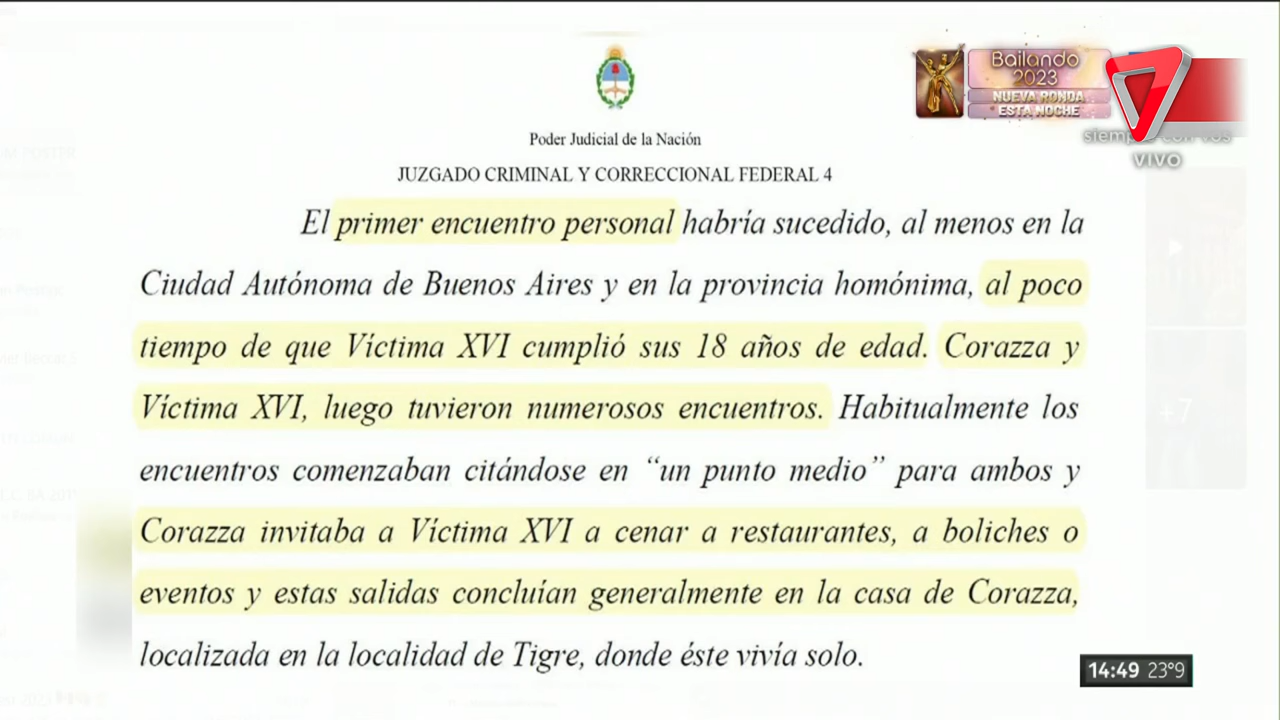 Bailando
2023
NUEVA RONDA
ESTA NOCHE
VIVO
Poder Judicial de la Nación
JUZGADO CRIMINAL Y CORRECCIONAL FEDERAL 4
El primer encuentro personal habría sucedido, al menos en la
Ciudad Autónoma de Buenos Aires y en la provincia homónima, al poco
tiempo de que Víctima XVI cumplió sus 18 años de edad. Corazza y
Víctima XVI, luego tuvieron numerosos encuentros. Habitualmente los
encuentros comenzaban citándose en “un punto medio” para ambos y
Corazza invitaba a Víctima XVI a cenar a restaurantes, a boliches o
eventos y estas salidas concluían generalmente en la casa de Corazza,
localizada en la localidad de Tigre, donde éste vivía solo.
+7
14:49 23°9